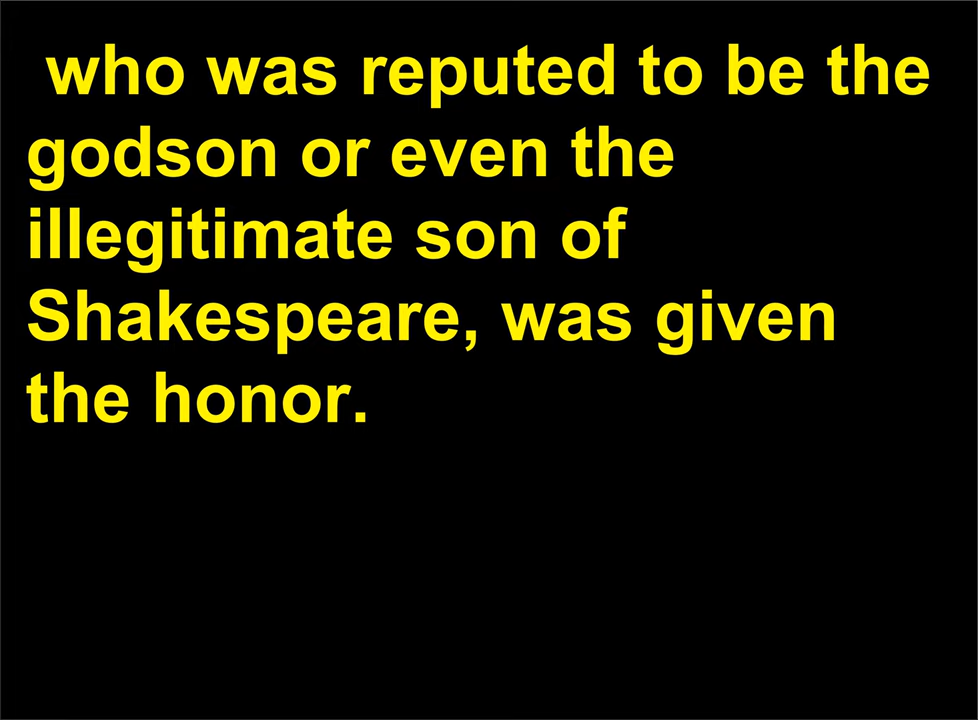 who was reputed to be the
godson or even the
illegitimate son of
Shakespeare, was given
the honor.